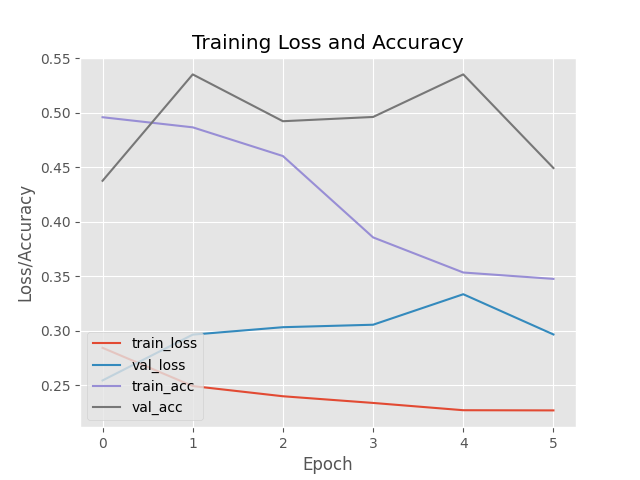 Training Loss and Accuracy
0.55
0.50
0.45
0.40
0.35
0.30
0.25
Loss/Accuracy
train_loss
val_loss
train_acc
val_acc
0 1 2 3 4 5
Epoch